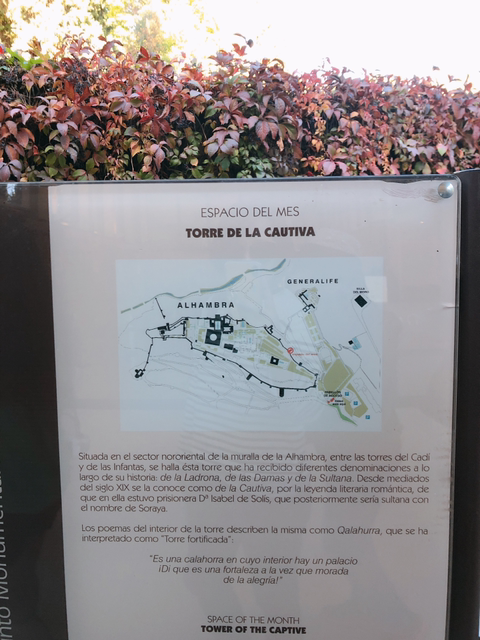 ESPACIO DEL MES
TORRE DE LA CAUTIVA
GENERALIFE
ALHAMBRA
Situada en el sector nororiental de la muralla de la Alhambra, entre las torres del Cadí
y de las Infantas, se halla ésta torre que ha recibido diferentes denominaciones a lo
largo de su historia: de la Ladrona, de las Damas y de la Sultana. Desde mediados
del siglo XIX se la conoce como de la Cautiva, por la leyenda literaria romántica, de
que en ella estuvo prisionera Dª Isabel de Solís, que posteriormente sería sultana con
el nombre de Soraya.
Los poemas del interior de la torre describen la misma como Qalahurra, que se ha
interpretado como "Torre fortificada":
"Es una calahorra en cuyo interior hay un palacio
¡Di que es una fortaleza a la vez que morada
de la alegría!"
SPACE OF THE MONTH
TOWER OF THE CAPTIVE